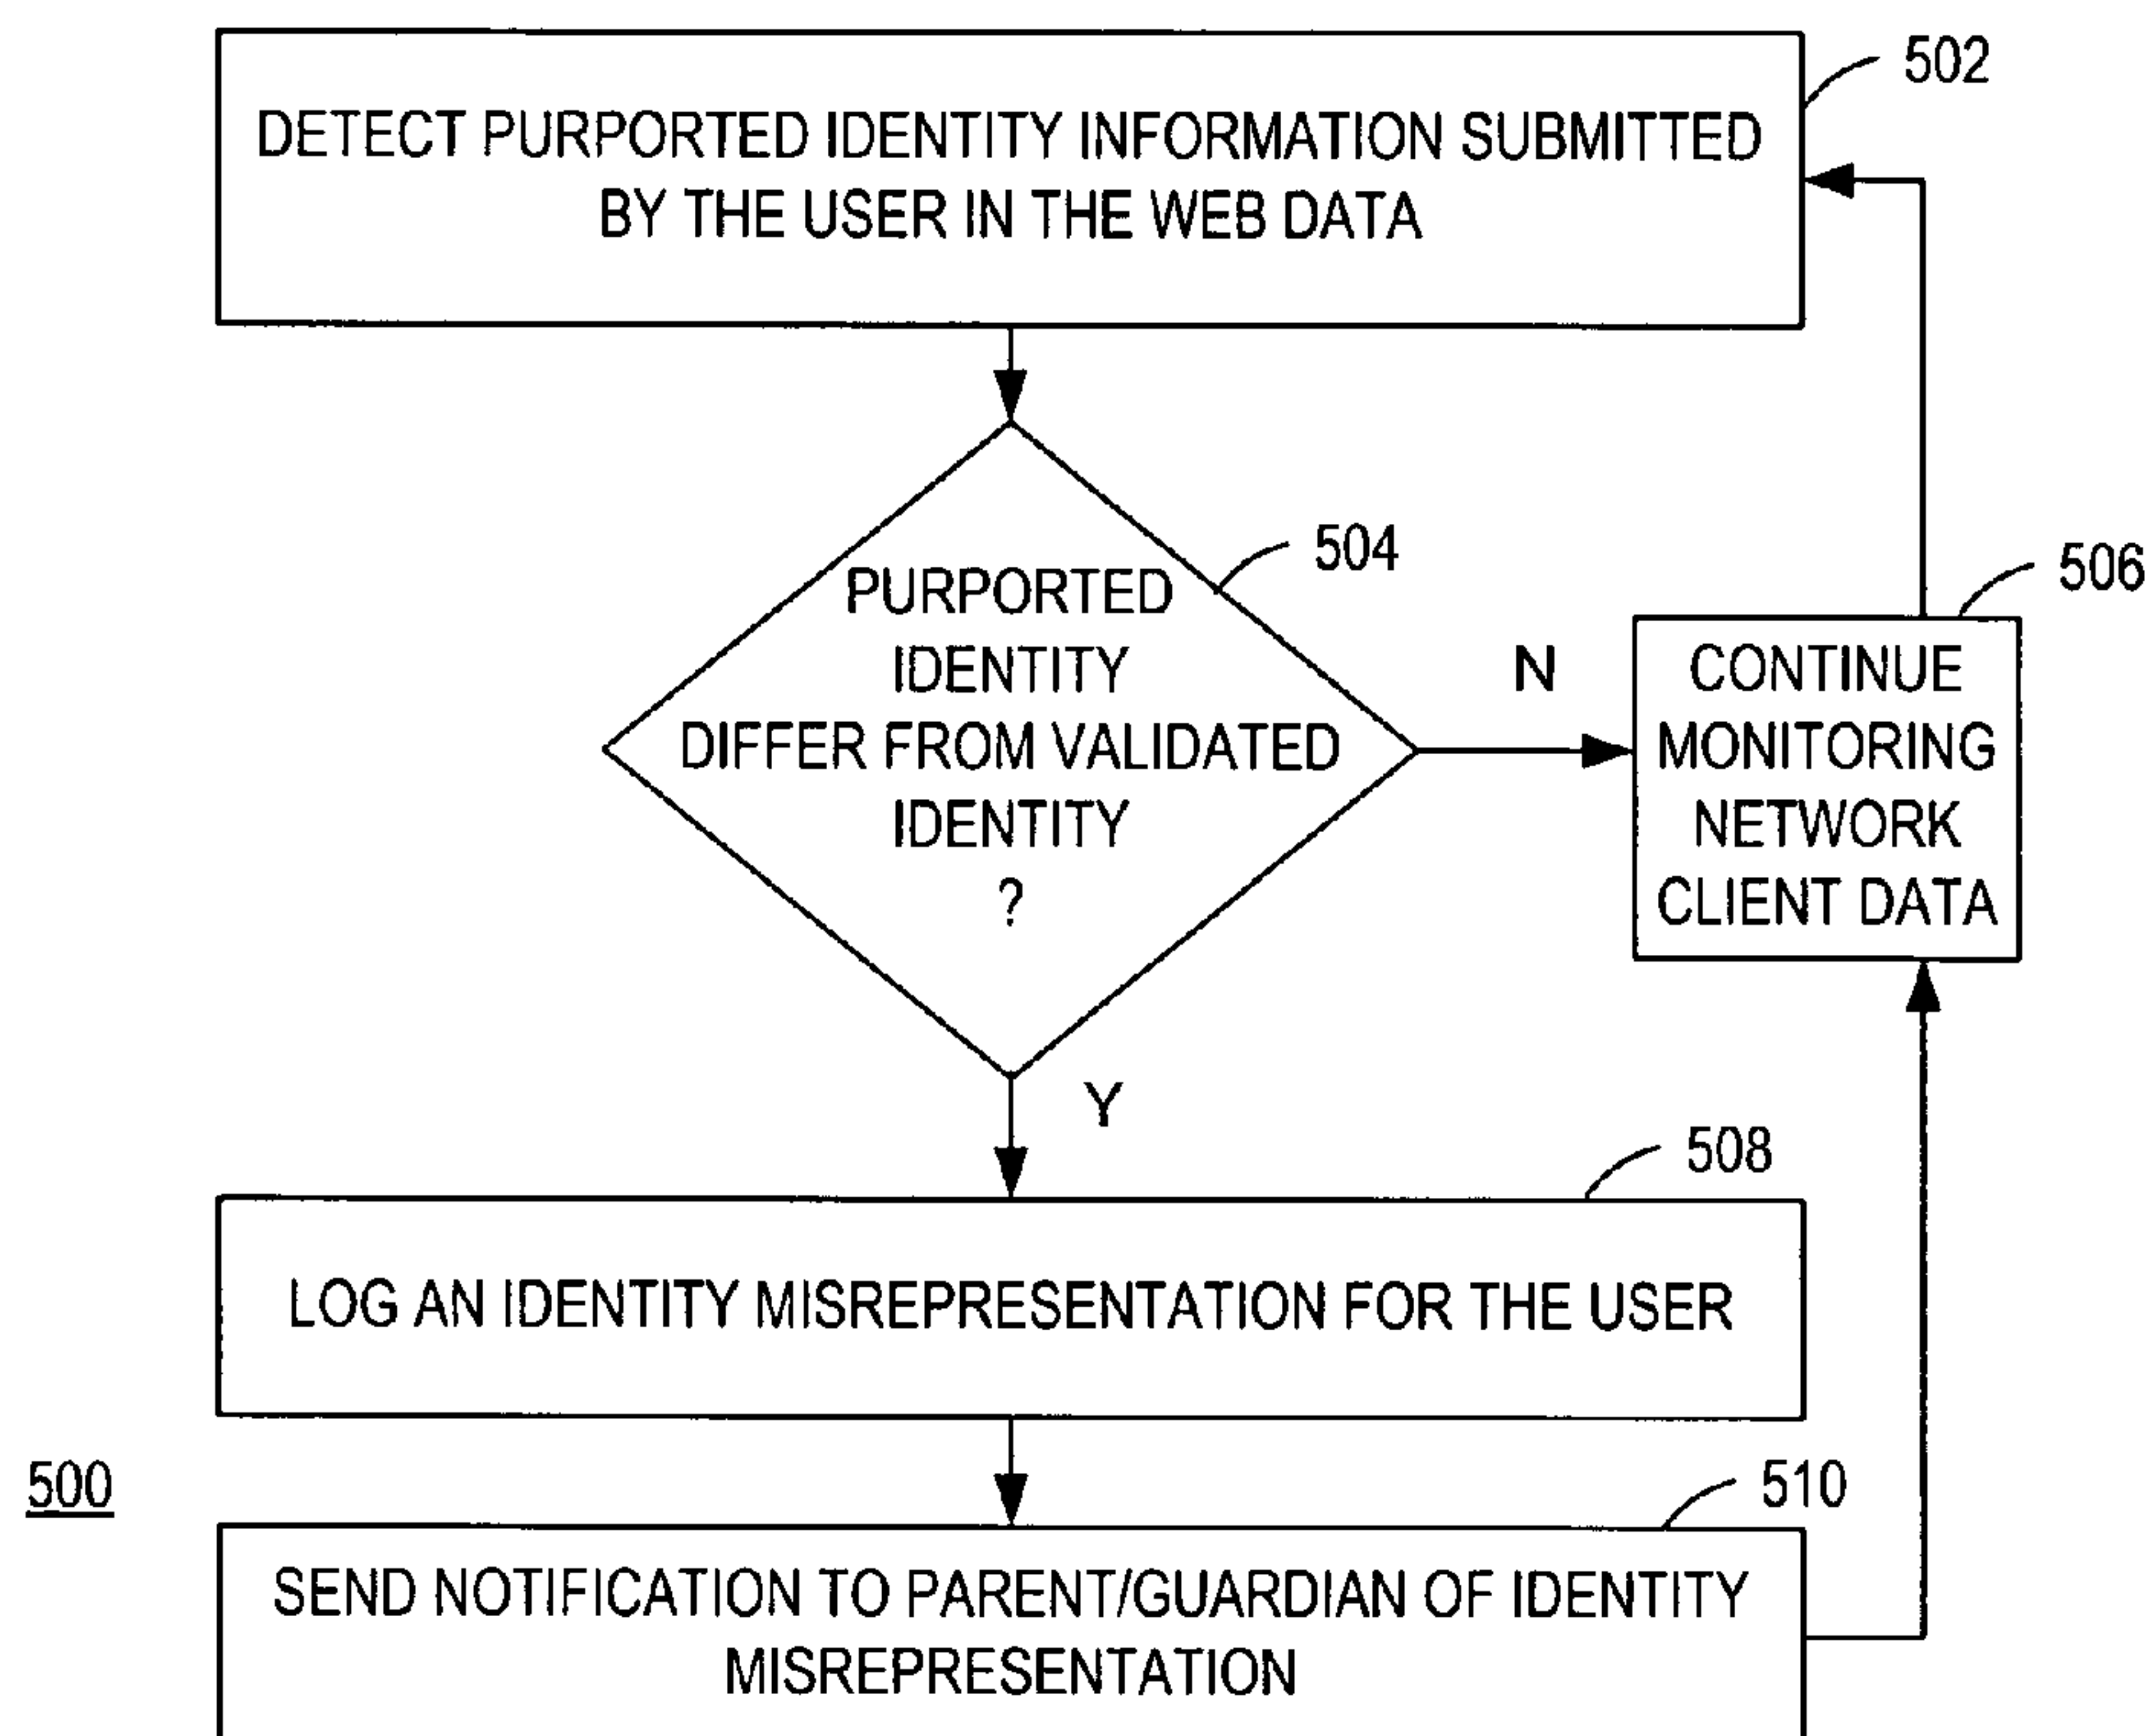 502
DETECT PURPORTED IDENTITY INFORMATION SUBMITTED
BY THE USER IN THE WEB DATA
504
PURPORTED
IDENTITY
DIFFER FROM VALIDATED
IDENTITY
?
N
506
CONTINUE
MONITORING
NETWORK
CLIENT DATA
Y
508
LOG AN IDENTITY MISREPRESENTATION FOR THE USER
500
510
SEND NOTIFICATION TO PARENT/GUARDIAN OF IDENTITY
MISREPRESENTATION